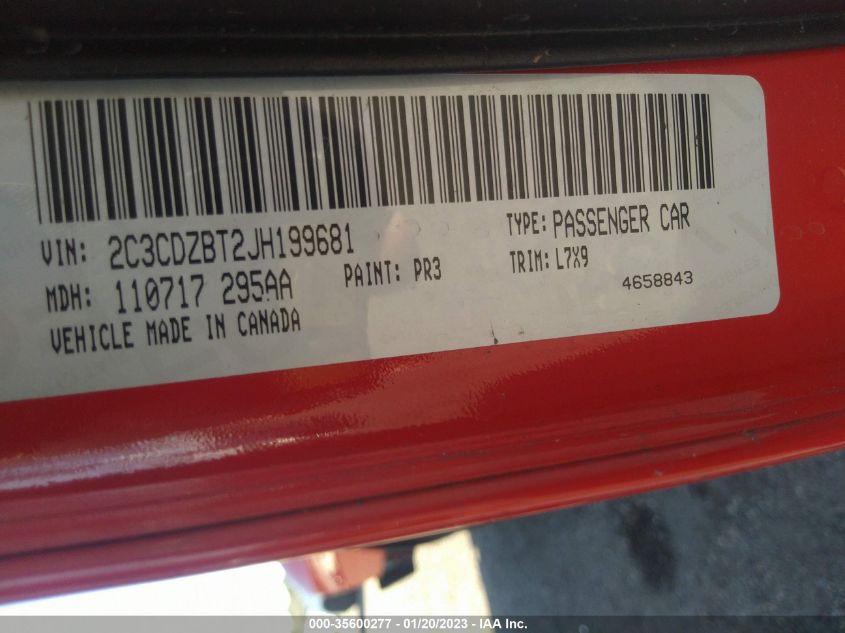 VIN: 2C3CDZBT2JH199681 TYPE: PASSENGER CAR
MDH: 110717 295AA PAINT: PR3 TRIM: L7X9
VEHICLE MADE IN CANADA 4658843
000-35600277 - 01/20/2023 - IAA Inc.